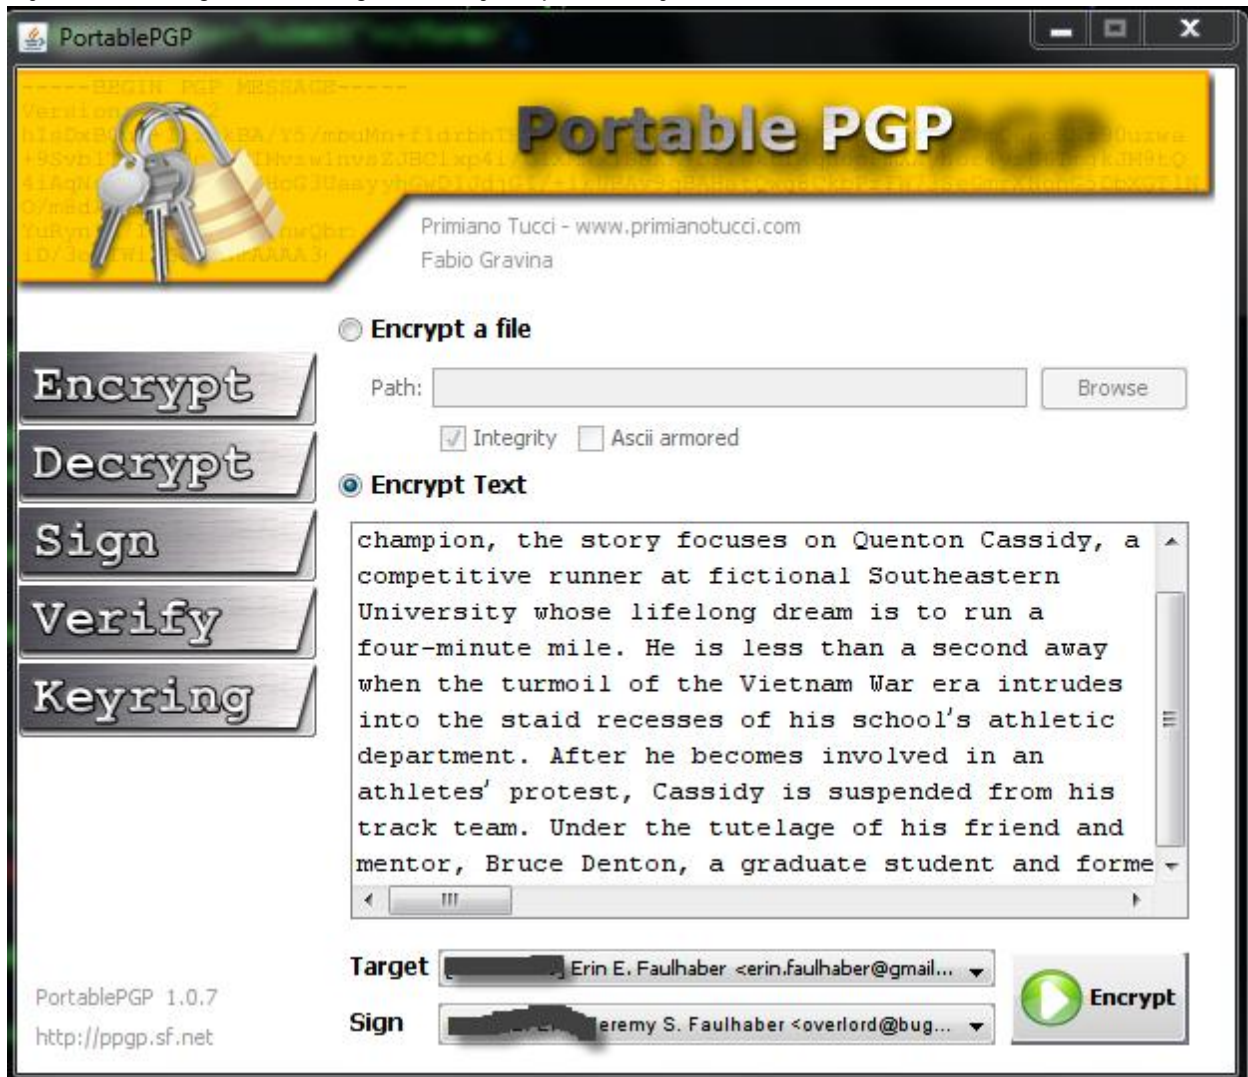 PortablePGP
-----BEGIN PGP MESSAGE-----
Portable PGP
Primiano Tucci - www.primianotucci.com
Fabio Gravina
Encrypt a file
Encrypt
Path:
Browse
Integrity
Ascii armored
Decrypt
Encrypt Text
Sign
Verify
Keyring
champion, the story focuses on Quenton Cassidy, a
competitive runner at fictional Southeastern
University whose lifelong dream is to run a
four-minute mile. He is less than a second away
when the turmoil of the Vietnam War era intrudes
into the staid recesses of his school's athletic
department. After he becomes involved in an
athletes' protest, Cassidy is suspended from his
track team. Under the tutelage of his friend and
mentor, Bruce Denton, a graduate student and forme
Target
Erin E. Faulhaber <erin.faulhaber@gmail...
Sign
eremy S. Faulhaber <overlord@bug...
Encrypt
PortablePGP 1.0.7
http://ppgp.sf.net